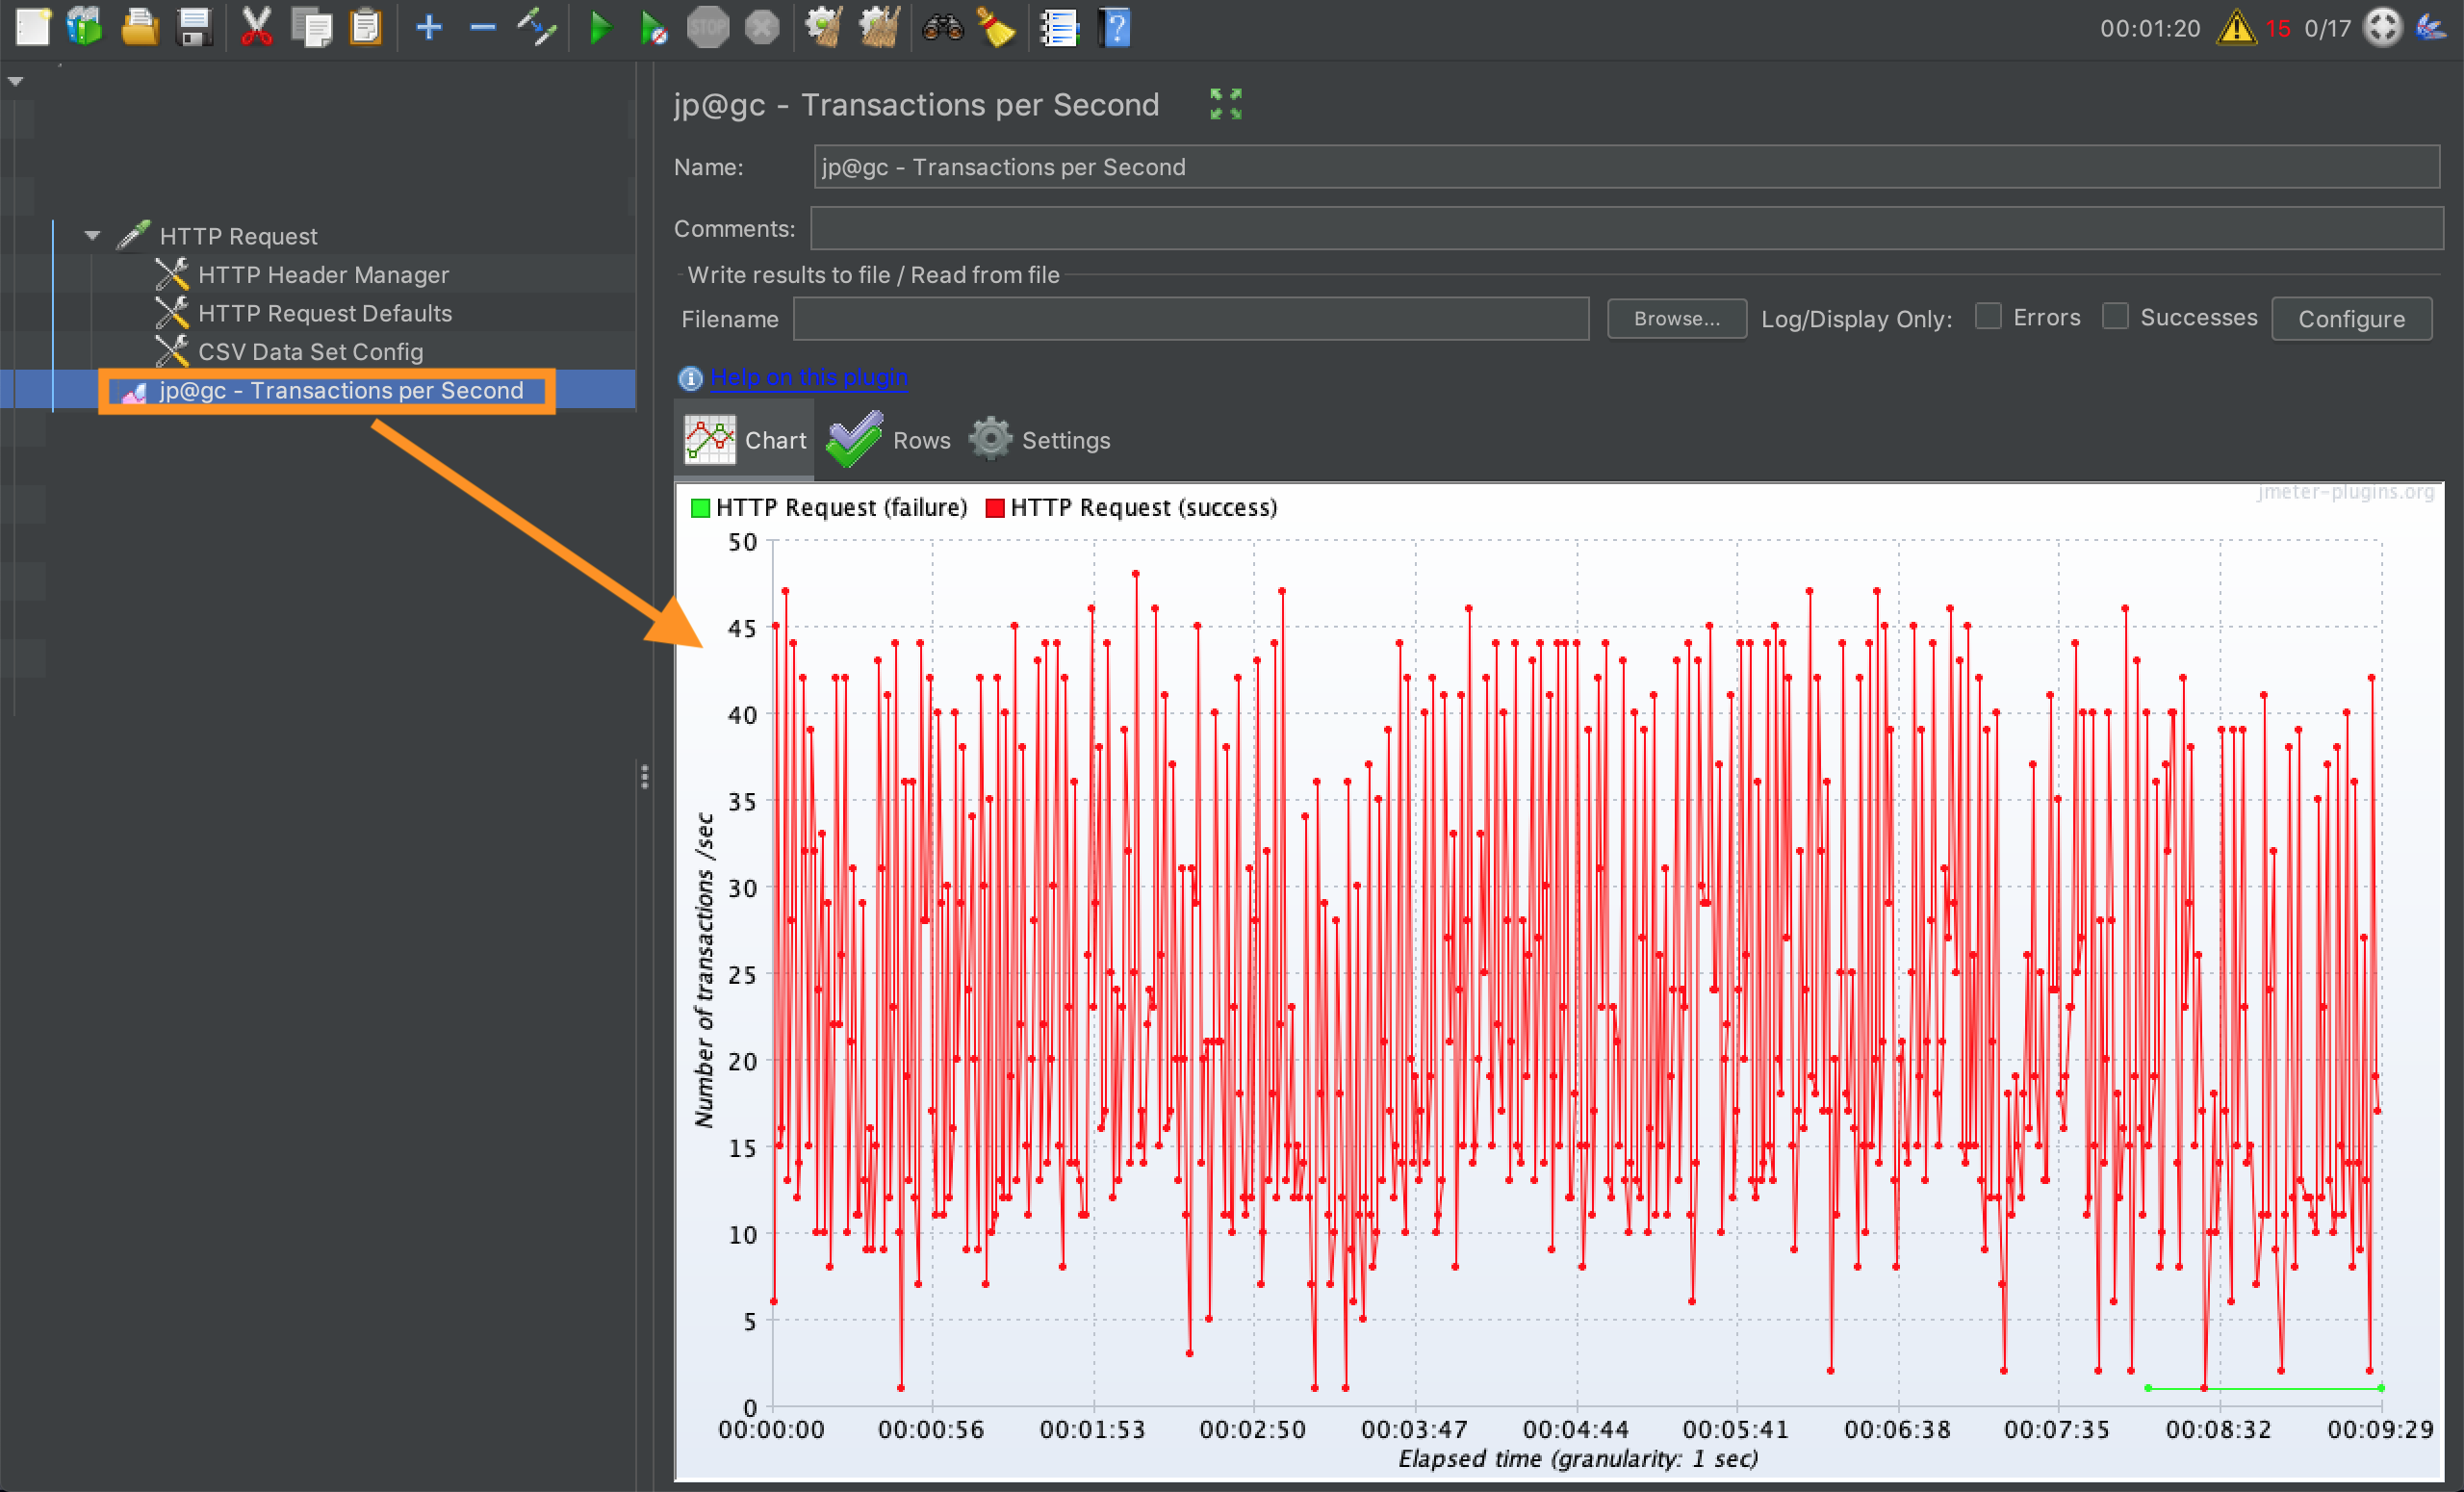 STOP
00:01:20 15 0/17
jp@gc - Transactions per Second
Name: jp@gc - Transactions per Second
Comments:
HTTP Request
HTTP Header Manager
HTTP Request Defaults
CSV Data Set Config
jp@gc - Transactions per Second
Write results to file / Read from file
Filename Browse... Log/Display Only: Errors Successes Configure
Help on this plugin
Chart Rows Settings
jmeter-plugins.org
HTTP Request (failure) HTTP Request (success)
50
45
40
35
30
25
20
15
10
5
0
Number of transactions /sec
00:00:00 00:00:56 00:01:53 00:02:50 00:03:47 00:04:44 00:05:41 00:06:38 00:07:35 00:08:32 00:09:29
Elapsed time (granularity: 1 sec)